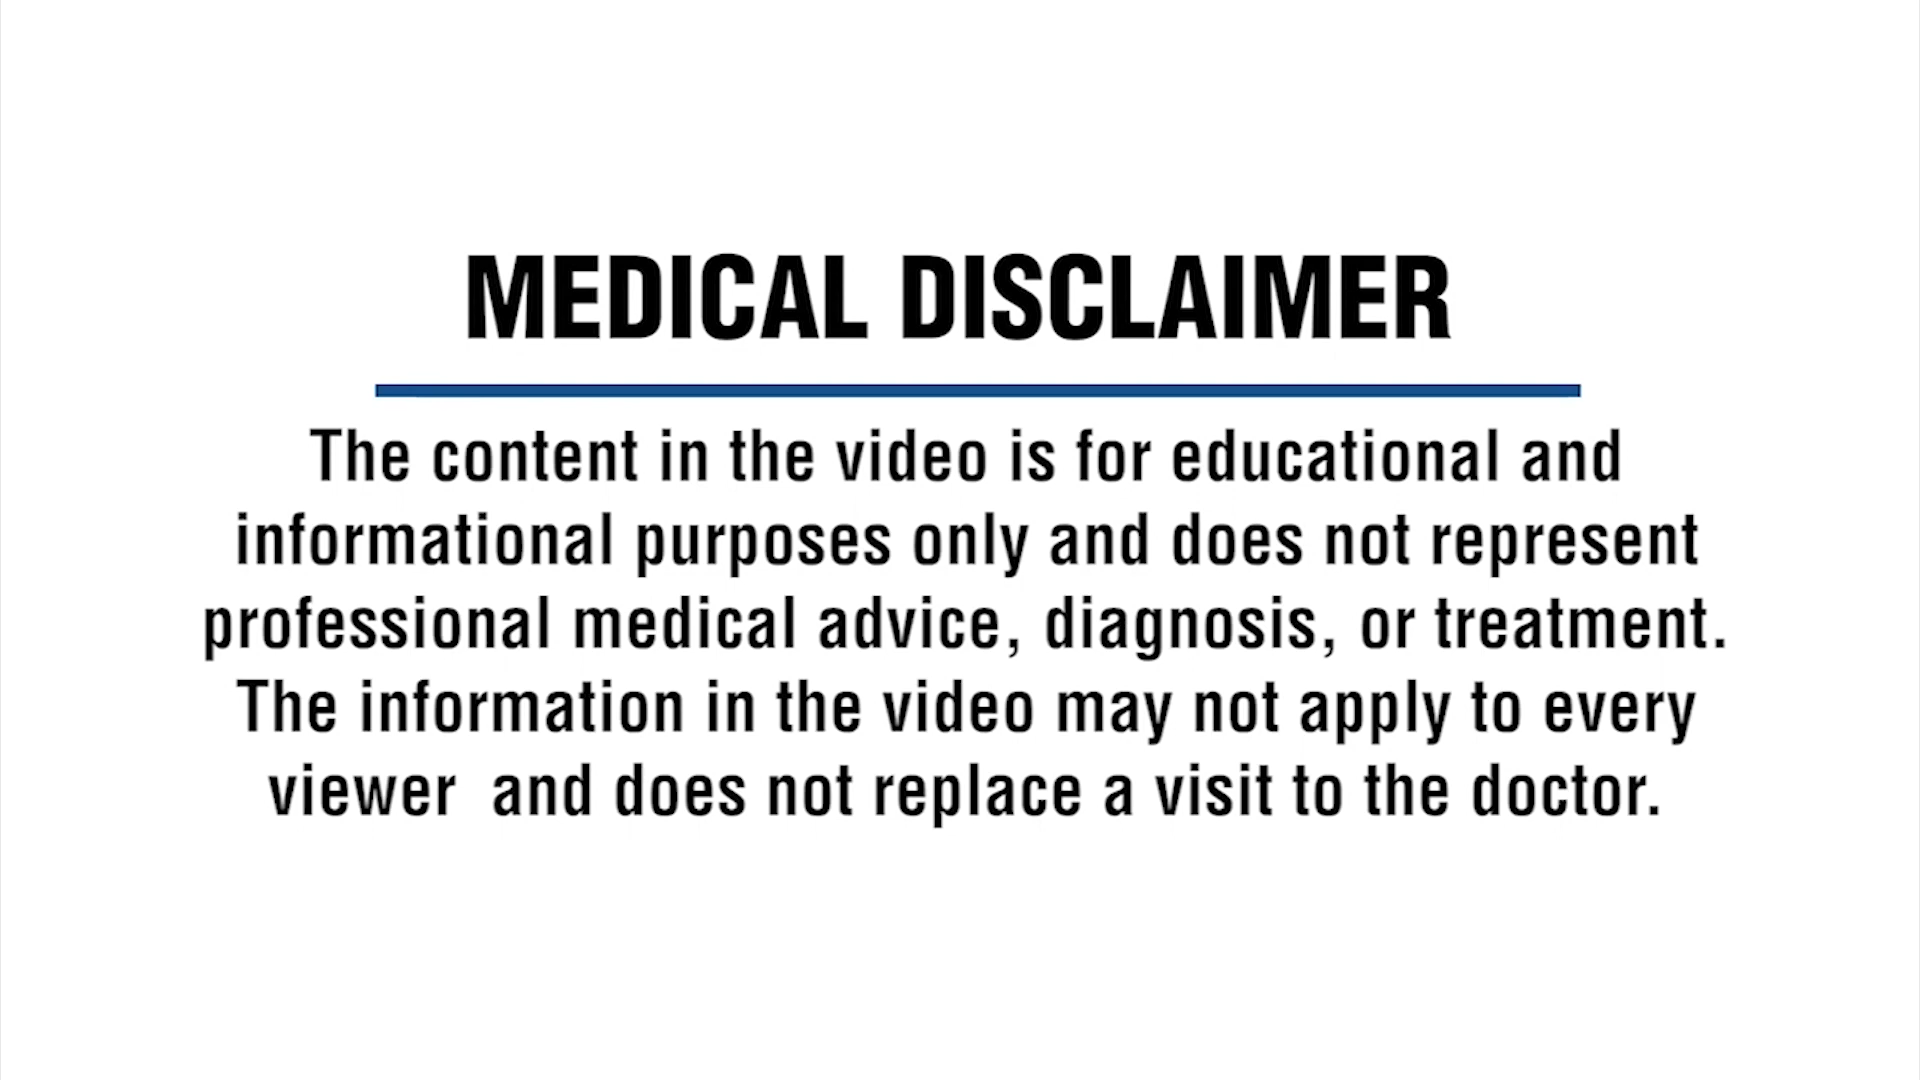 MEDICAL DISCLAIMER
The content in the video is for educational and
informational purposes only and does not represent
professional medical advice, diagnosis, or treatment.
The information in the video may not apply to every
viewer  and does not replace a visit to the doctor.